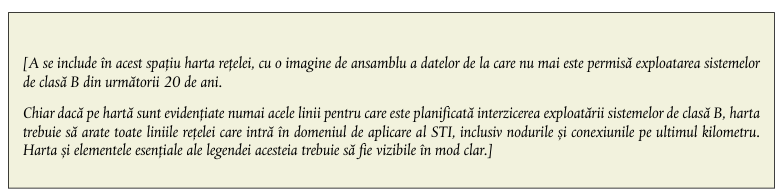 [A se include în acest spațiu harta rețelei, cu o imagine de ansamblu a datelor de la care nu mai este permisă exploatarea sistemelor
de clasă B din următorii 20 de ani.
Chiar dacă pe hartă sunt evidențiate numai acele linii pentru care este planificată interzicerea exploatării sistemelor de clasă B, harta
trebuie să arate toate liniile rețelei care intră în domeniul de aplicare al STI, inclusiv nodurile și conexiunile pe ultimul kilometru.
Harta și elementele esențiale ale legendei acesteia trebuie să fie vizibile în mod clar.]